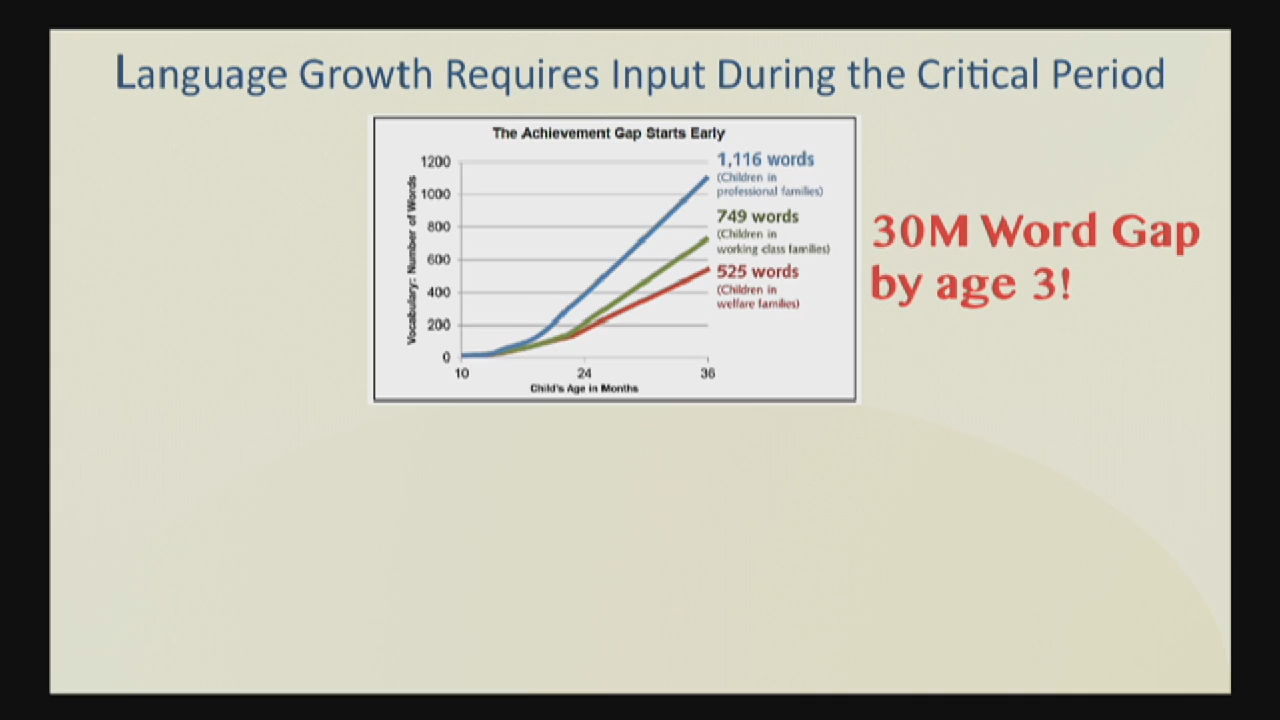 Language Growth Requires Input During the Critical Period
The Achievement Gap Starts Early
1200
1000
800
600
400
200
0
Vocabulary: Number of Words
10
24
36
Child's Age in Months
1,116 words
(Children in
professional families)
749 words
(Children in
working class families)
525 words
(Children in
welfare families)
30M Word Gap
by age 3!